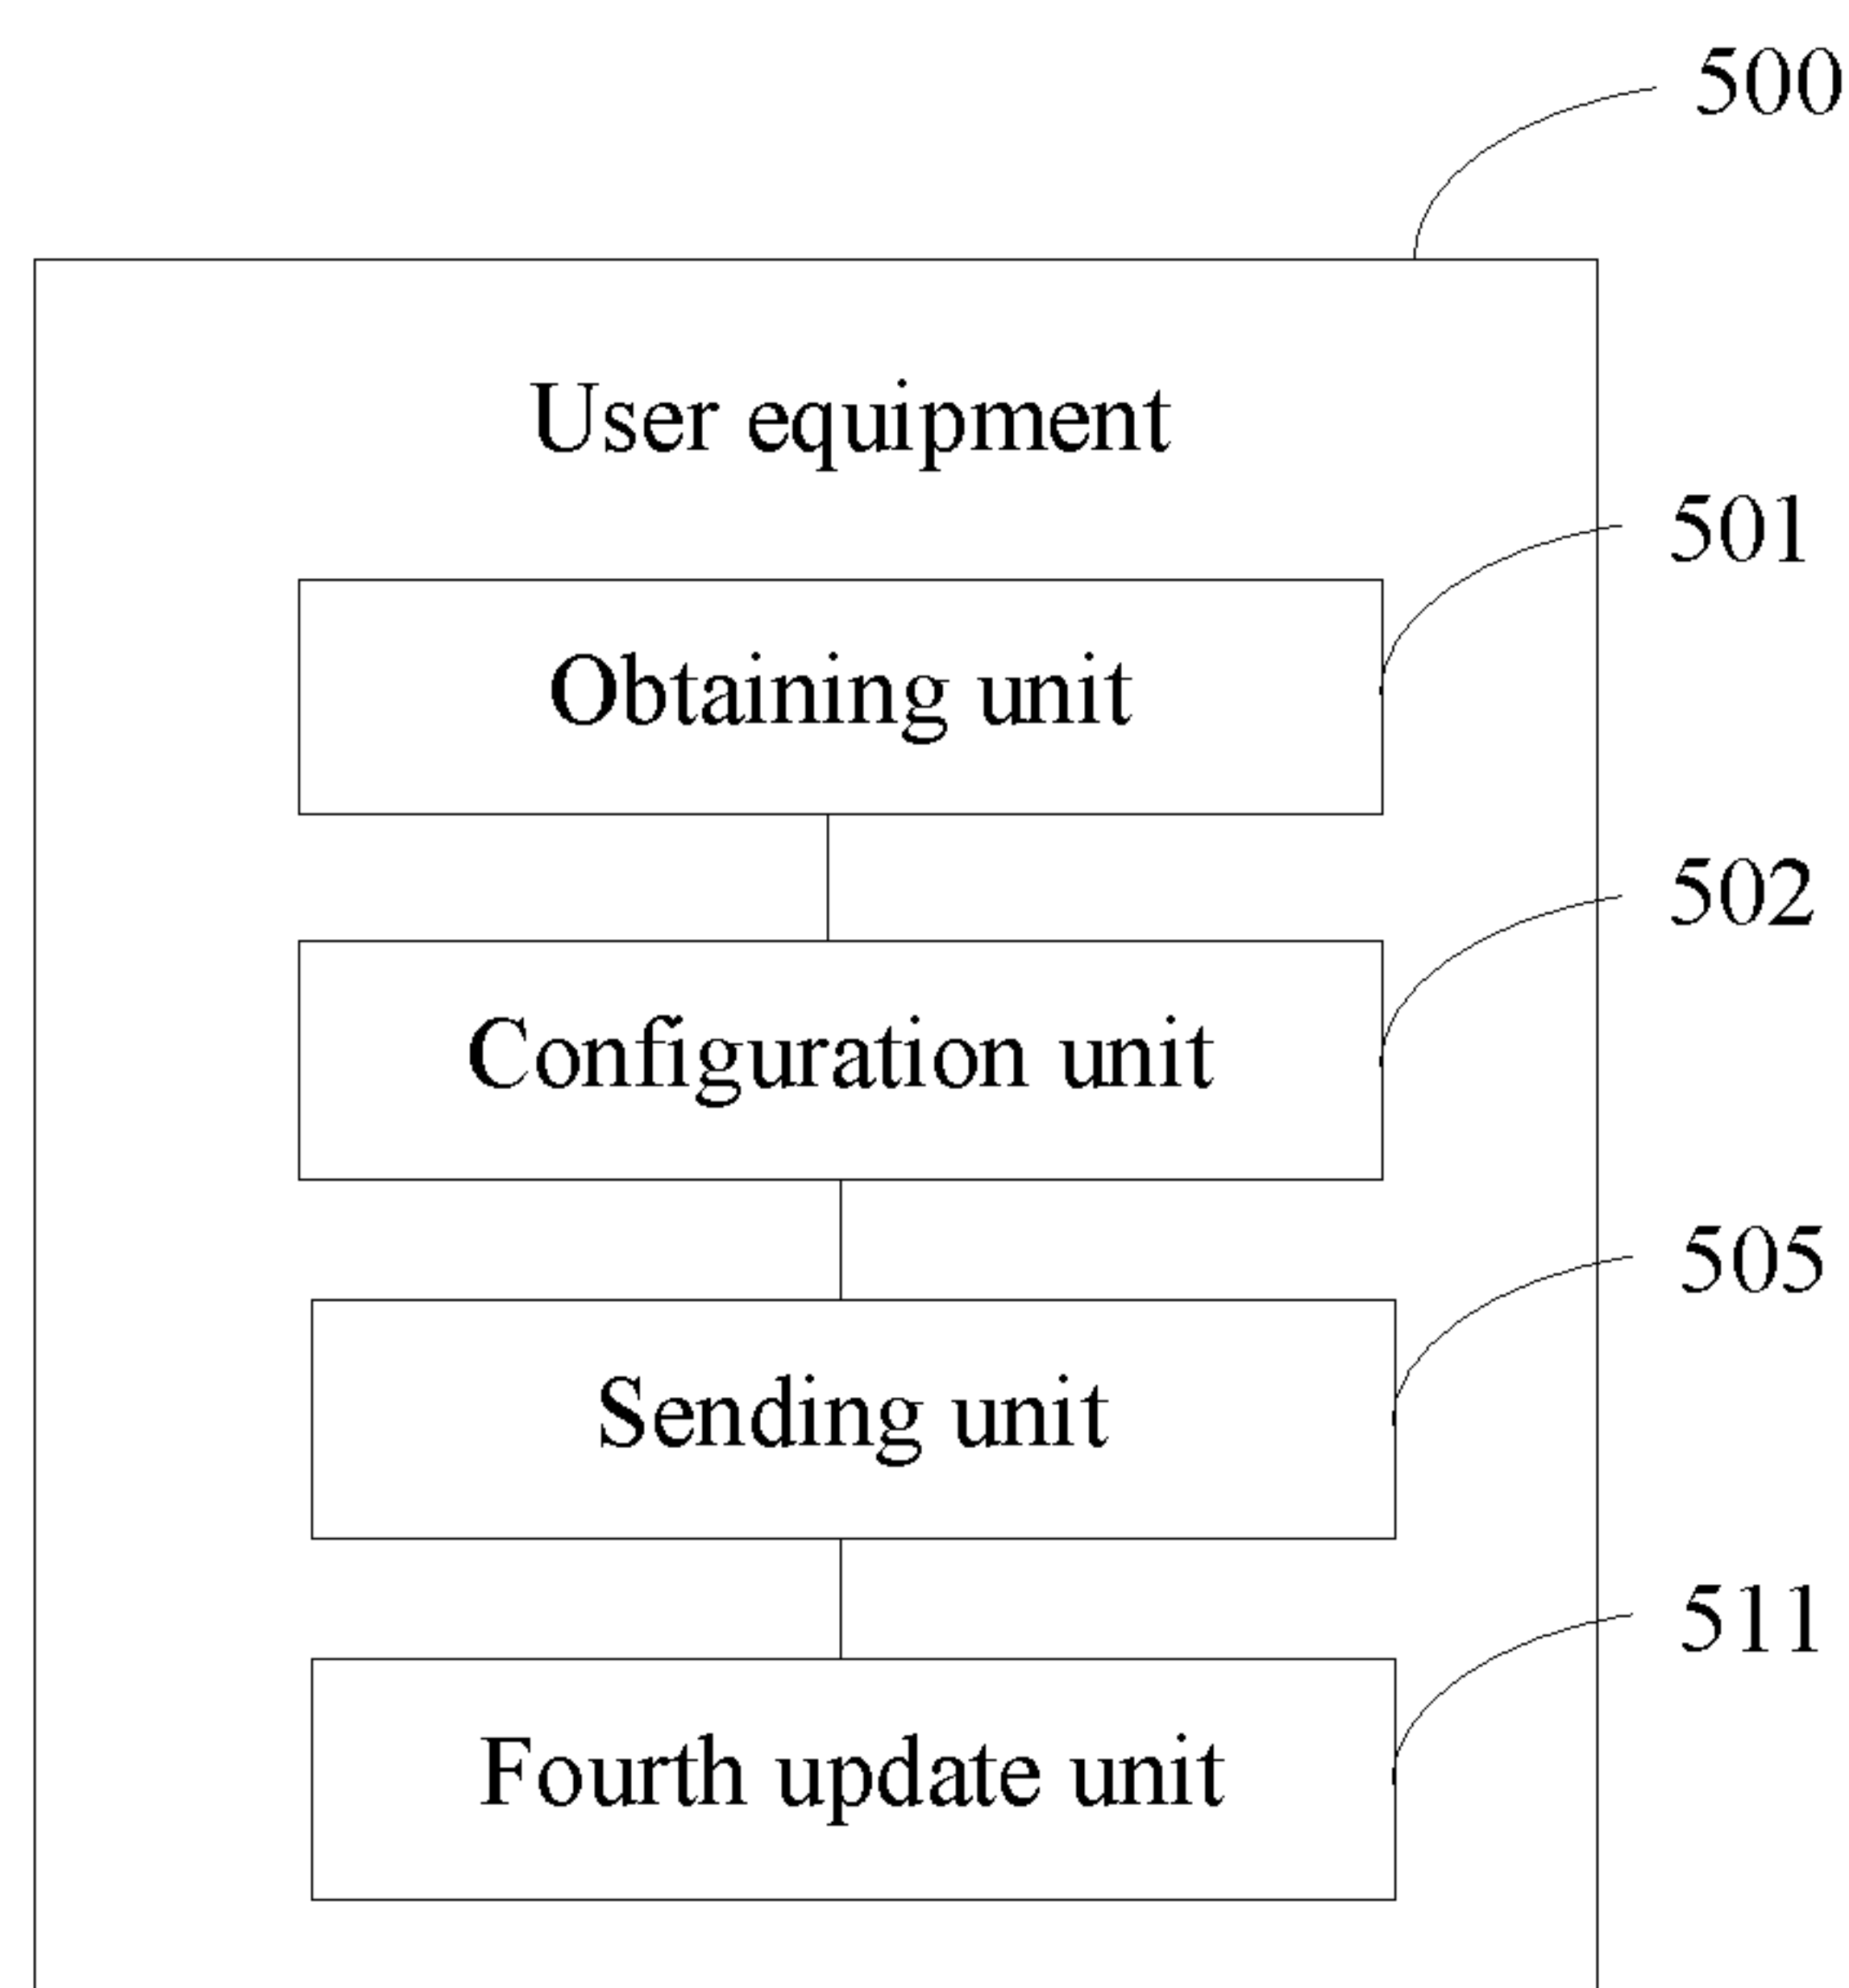 500
User equipment
501
Obtaining unit
502
Configuration unit
505
Sending unit
511
Fourth update unit